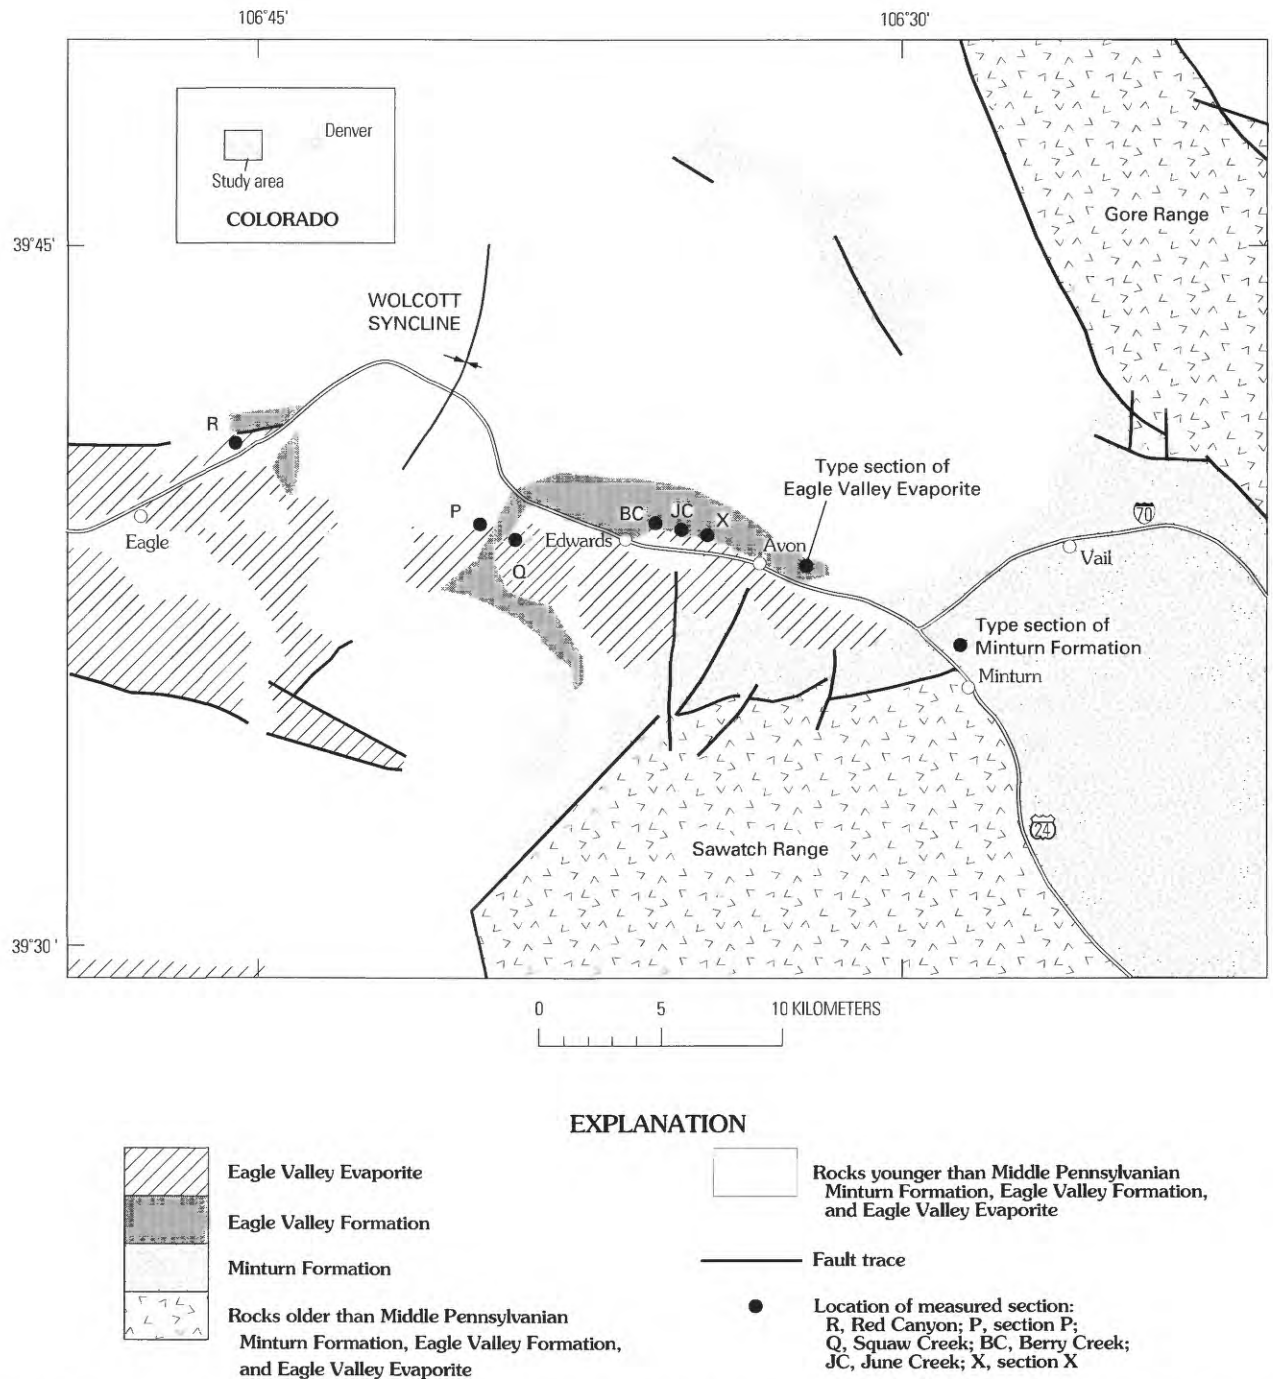 106°45'
106°30'
Denver
Study area
COLORADO
Gore Range
39°45'
WOLCOTT
SYNCLINE
R
Type section of
Eagle Valley Evaporite
P
BC
JC
X
70
Eagle
Edwards
Avon
Vail
Q
Type section of
Minturn Formation
Minturn
24
Sawatch Range
39°30'
0 5 10 KILOMETERS
EXPLANATION
Eagle Valley Evaporite
Eagle Valley Formation
Minturn Formation
Rocks older than Middle Pennsylvanian
Minturn Formation, Eagle Valley Formation,
and Eagle Valley Evaporite
Rocks younger than Middle Pennsylvanian
Minturn Formation, Eagle Valley Formation,
and Eagle Valley Evaporite
Fault trace
Location of measured section:
R, Red Canyon; P, section P;
Q, Squaw Creek; BC, Berry Creek;
JC, June Creek; X, section X